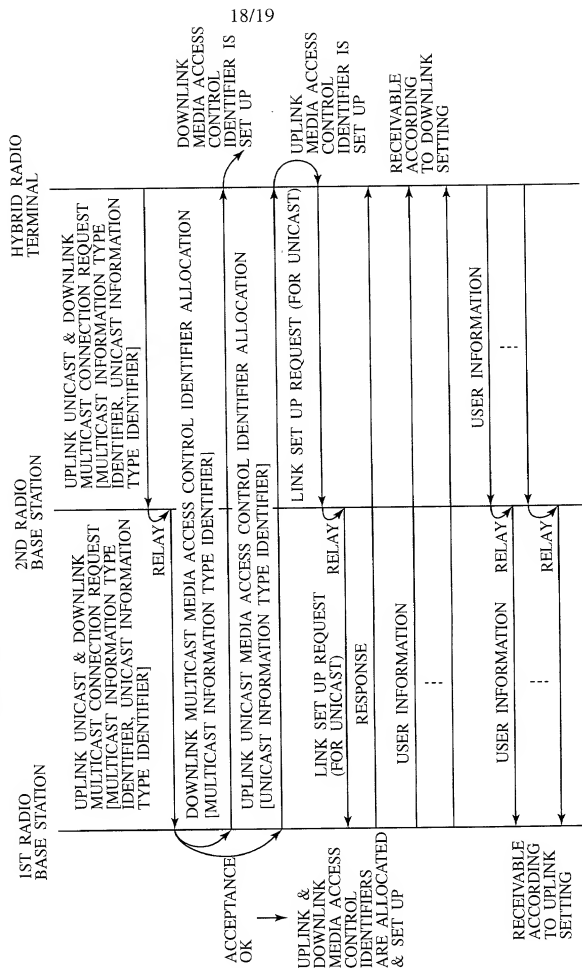 18/19
1ST RADIO
BASE STATION
2ND RADIO
BASE STATION
HYBRID RADIO
TERMINAL
UPLINK UNICAST & DOWNLINK
MULTICAST CONNECTION REQUEST
[MULTICAST INFORMATION TYPE
IDENTIFIER, UNICAST INFORMATION
TYPE IDENTIFIER]
UPLINK UNICAST & DOWNLINK
MULTICAST CONNECTION REQUEST
[MULTICAST INFORMATION TYPE
IDENTIFIER, UNICAST INFORMATION
TYPE IDENTIFIER]
RELAY
DOWNLINK MULTICAST MEDIA ACCESS CONTROL IDENTIFIER ALLOCATION
[MULTICAST INFORMATION TYPE IDENTIFIER]
DOWNLINK
MEDIA ACCESS
CONTROL
IDENTIFIER IS
SET UP
ACCEPTANCE
OK
UPLINK UNICAST MEDIA ACCESS CONTROL IDENTIFIER ALLOCATION
[UNICAST INFORMATION TYPE IDENTIFIER]
UPLINK
MEDIA ACCESS
CONTROL
IDENTIFIER IS
SET UP
LINK SET UP REQUEST (FOR UNICAST)
UPLINK &
DOWNLINK
MEDIA ACCESS
CONTROL
IDENTIFIERS
ARE ALLOCATED
& SET UP
LINK SET UP REQUEST
(FOR UNICAST)
RELAY
RESPONSE
USER INFORMATION
RECEIVABLE
ACCORDING
TO DOWNLINK
SETTING
USER INFORMATION
USER INFORMATION
RELAY
RELAY
RECEIVABLE
ACCORDING
TO UPLINK
SETTING